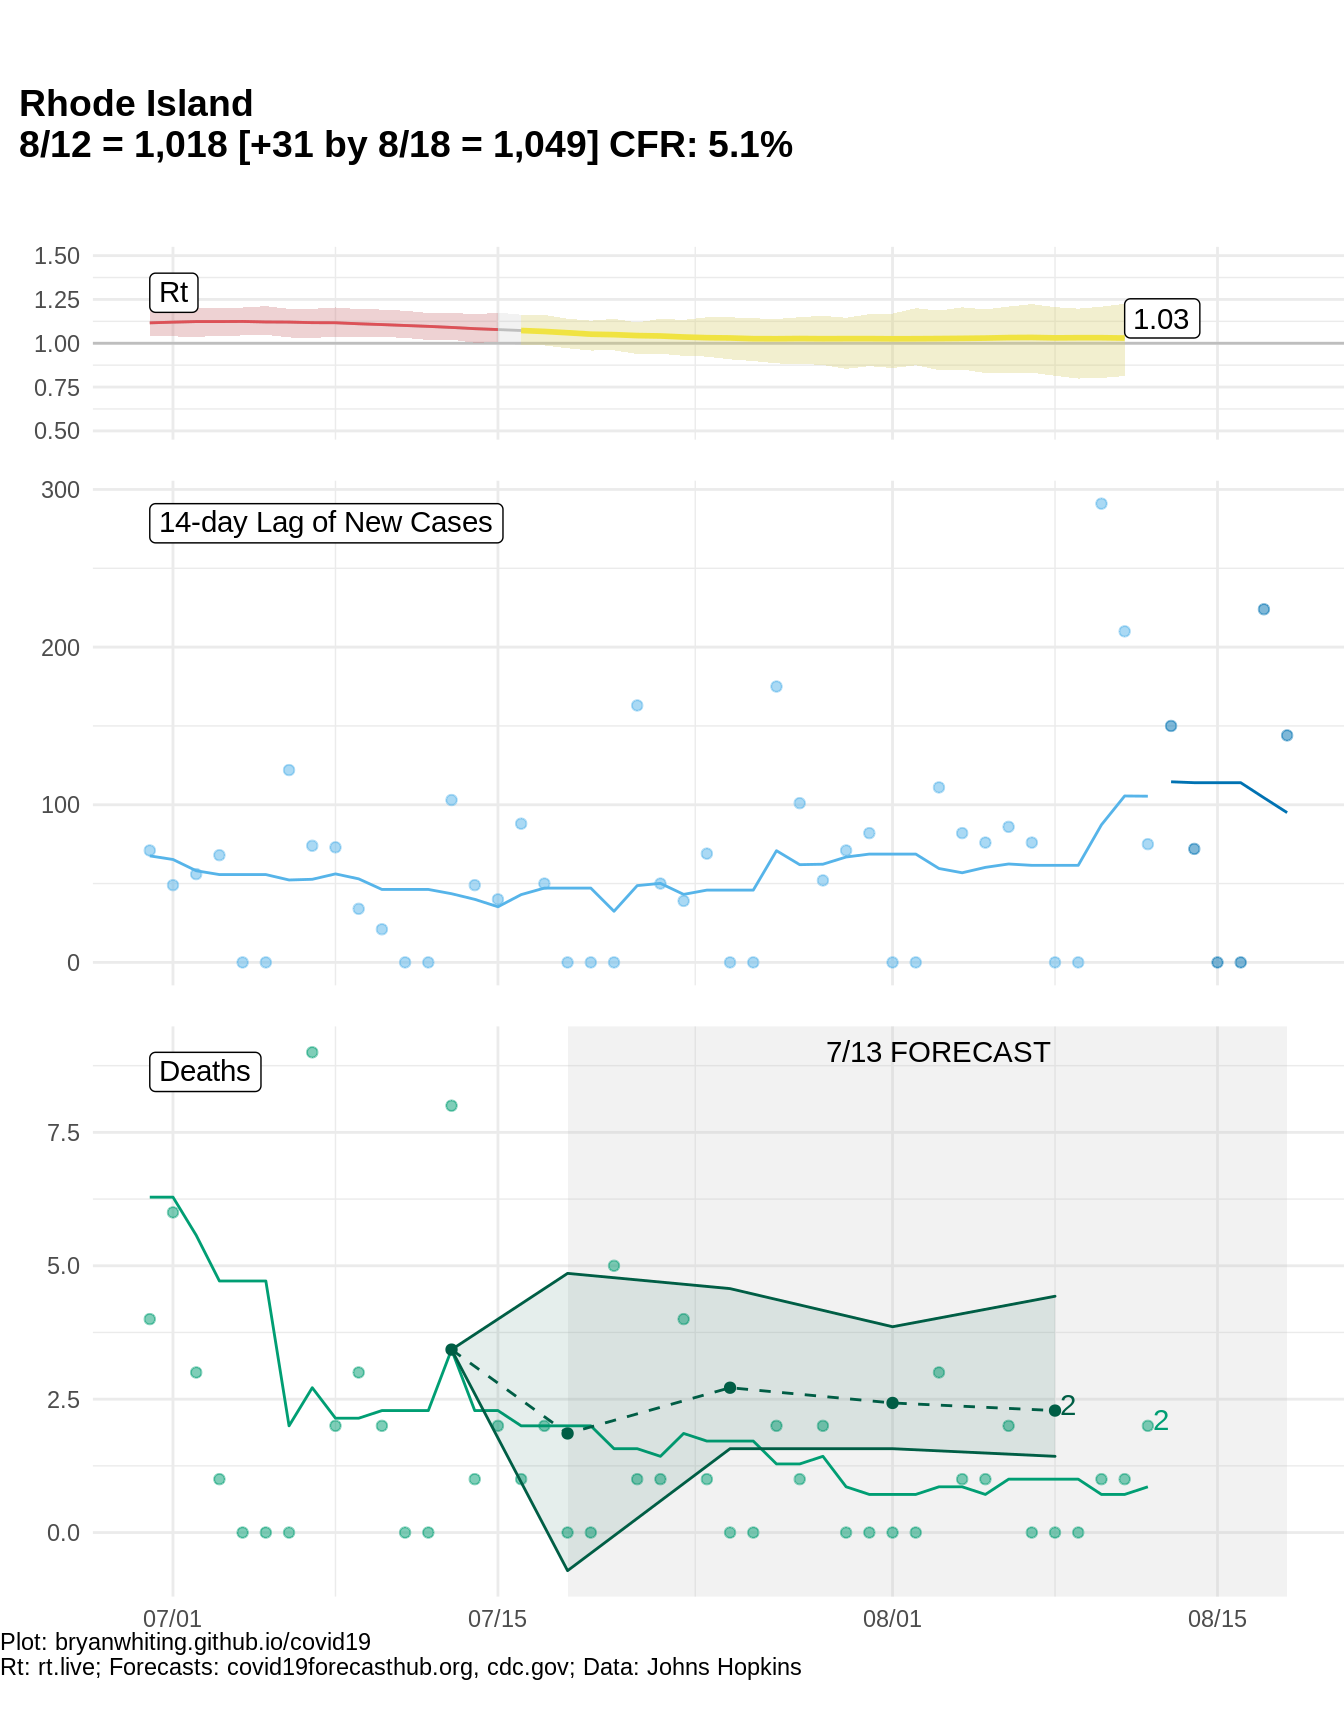 Rhode Island
8/12 = 1,018 [+31 by 8/18 = 1,049] CFR: 5.1%
1.50
1.25
1.00
0.75
0.50
Rt
1.03
300
200
100
0
14-day Lag of New Cases
7.5
5.0
2.5
0.0
Deaths
7/13 FORECAST
2
2
07/01
07/15
08/01
08/15
Plot: bryanwhiting.github.io/covid19
Rt: rt.live; Forecasts: covid19forecasthub.org, cdc.gov; Data: Johns Hopkins